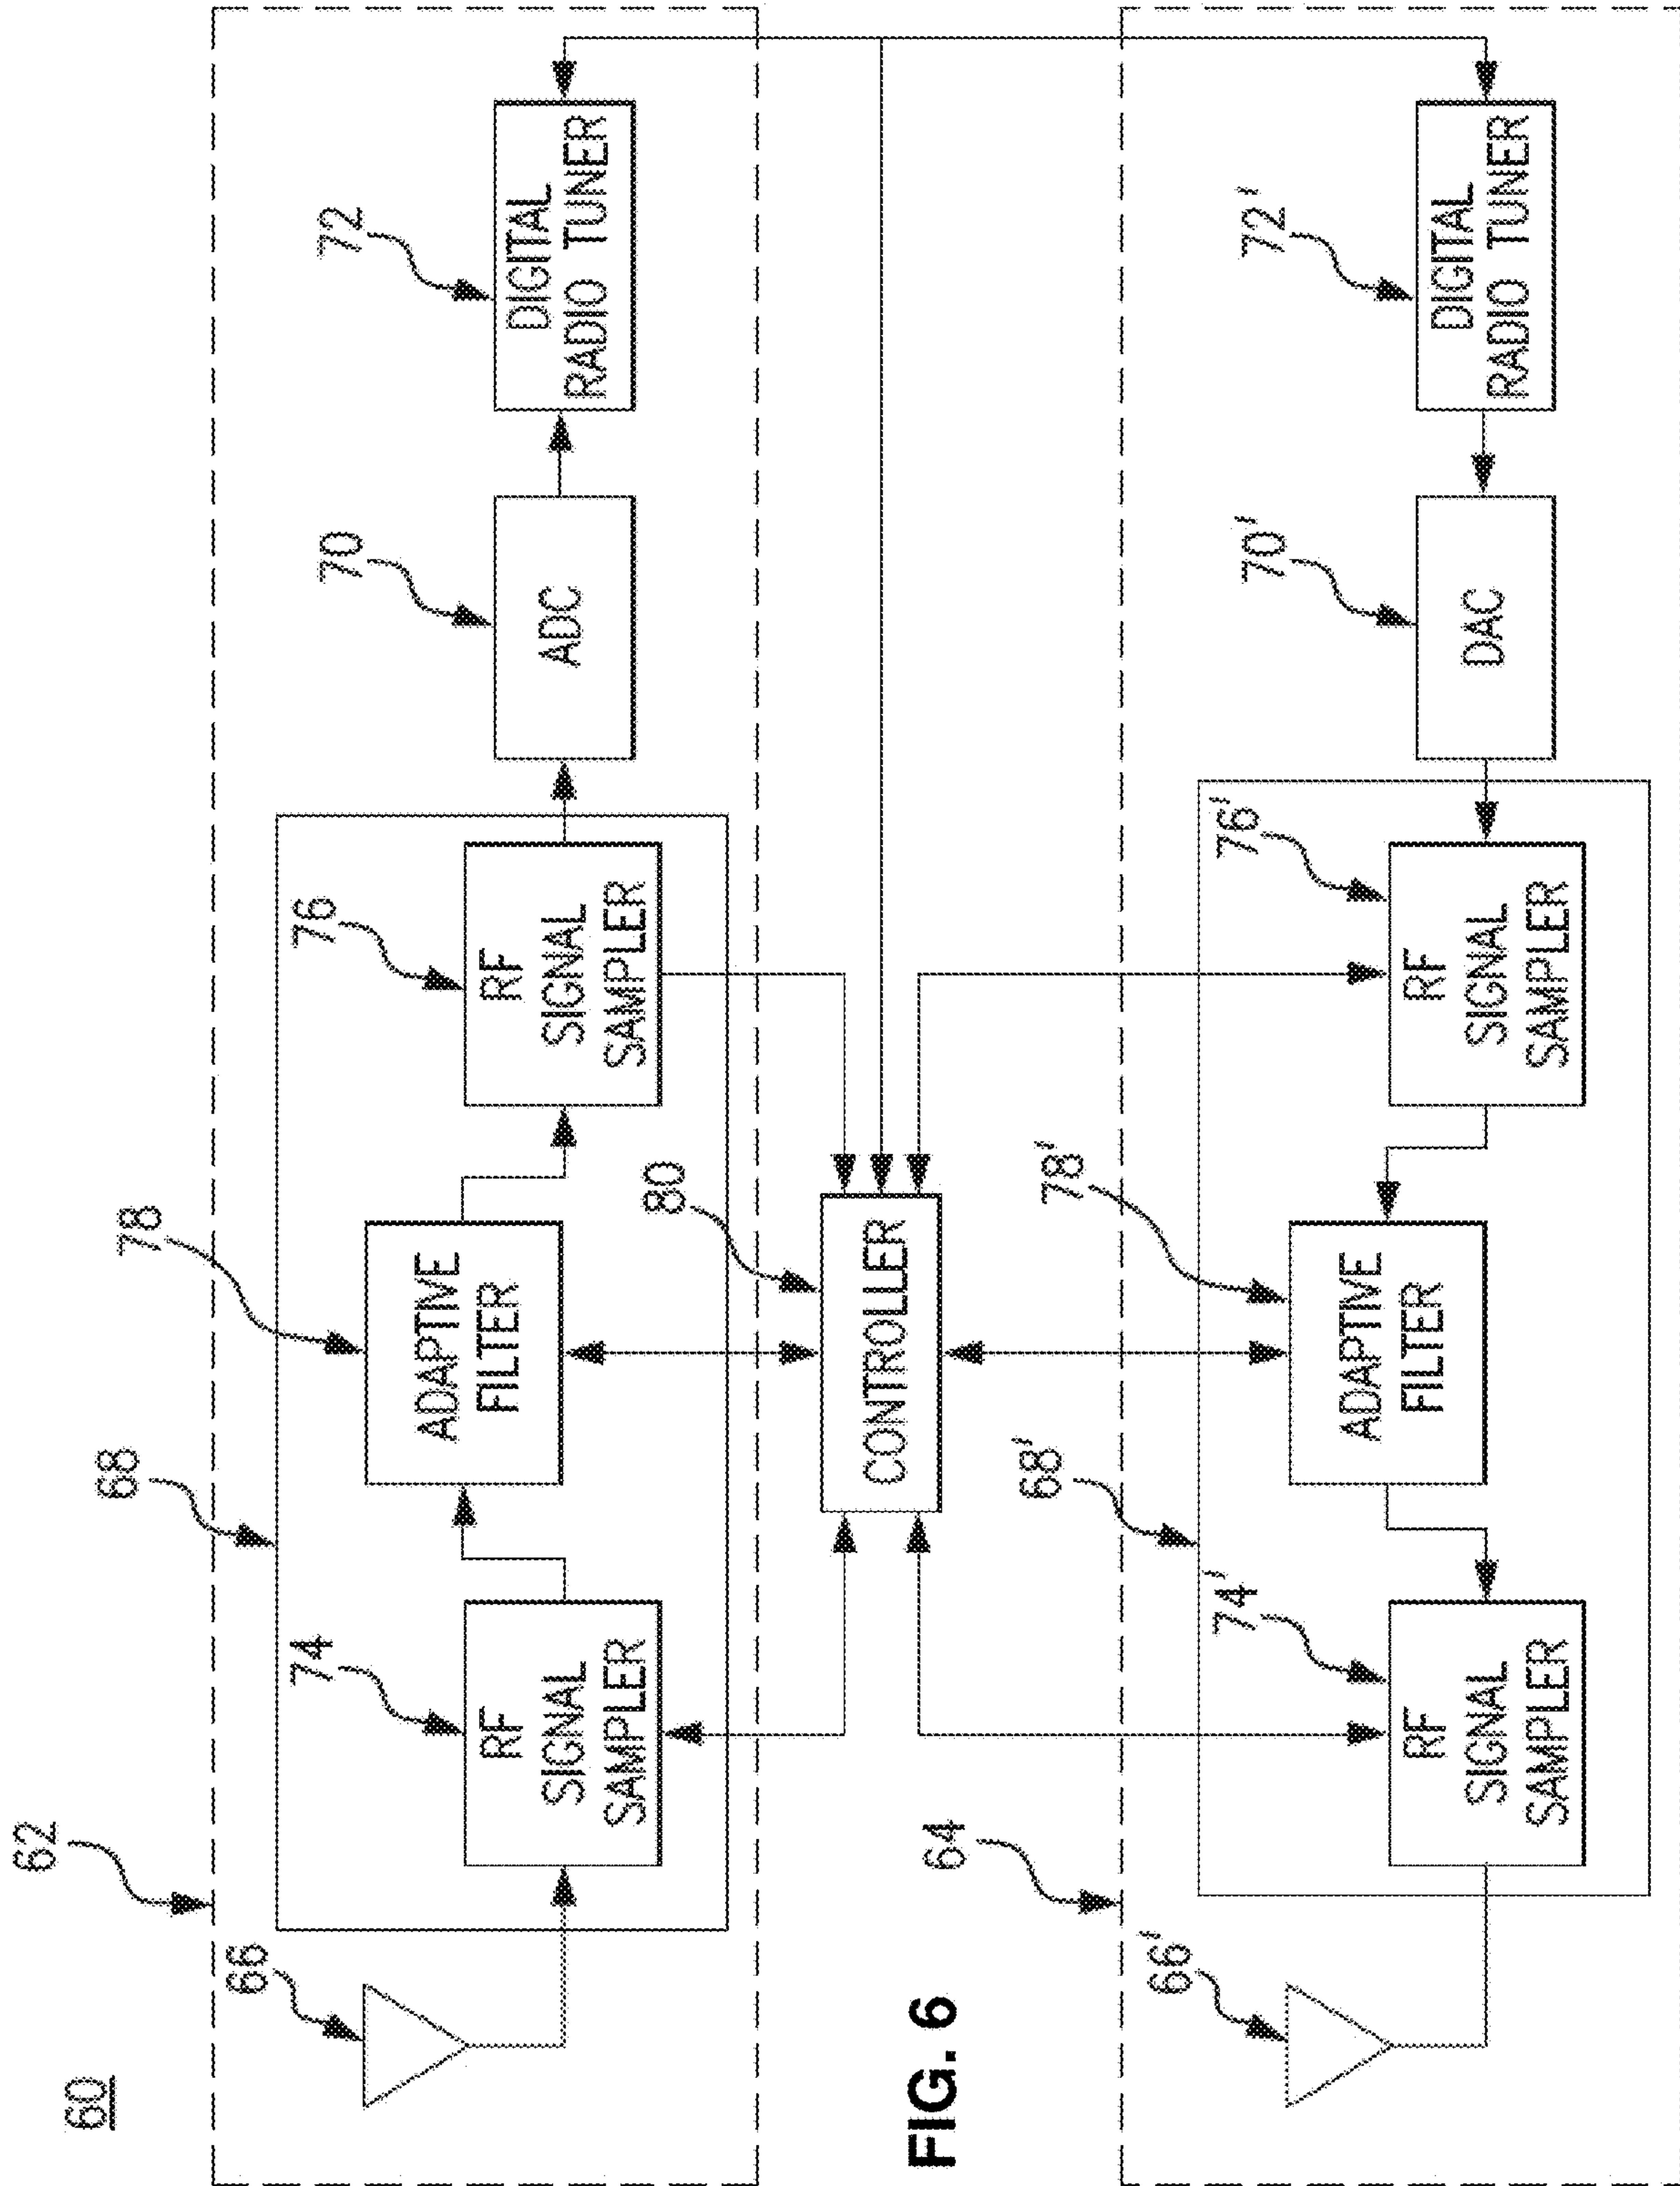 60
62
66
68
74
RF
SIGNAL
SAMPLER
78
ADAPTIVE
FILTER
76
RF
SIGNAL
SAMPLER
70
ADC
72
DIGITAL
RADIO TUNER
80
CONTROLLER
FIG. 6
64
66'
68'
74'
RF
SIGNAL
SAMPLER
78'
ADAPTIVE
FILTER
76'
RF
SIGNAL
SAMPLER
70'
DAC
72'
DIGITAL
RADIO TUNER